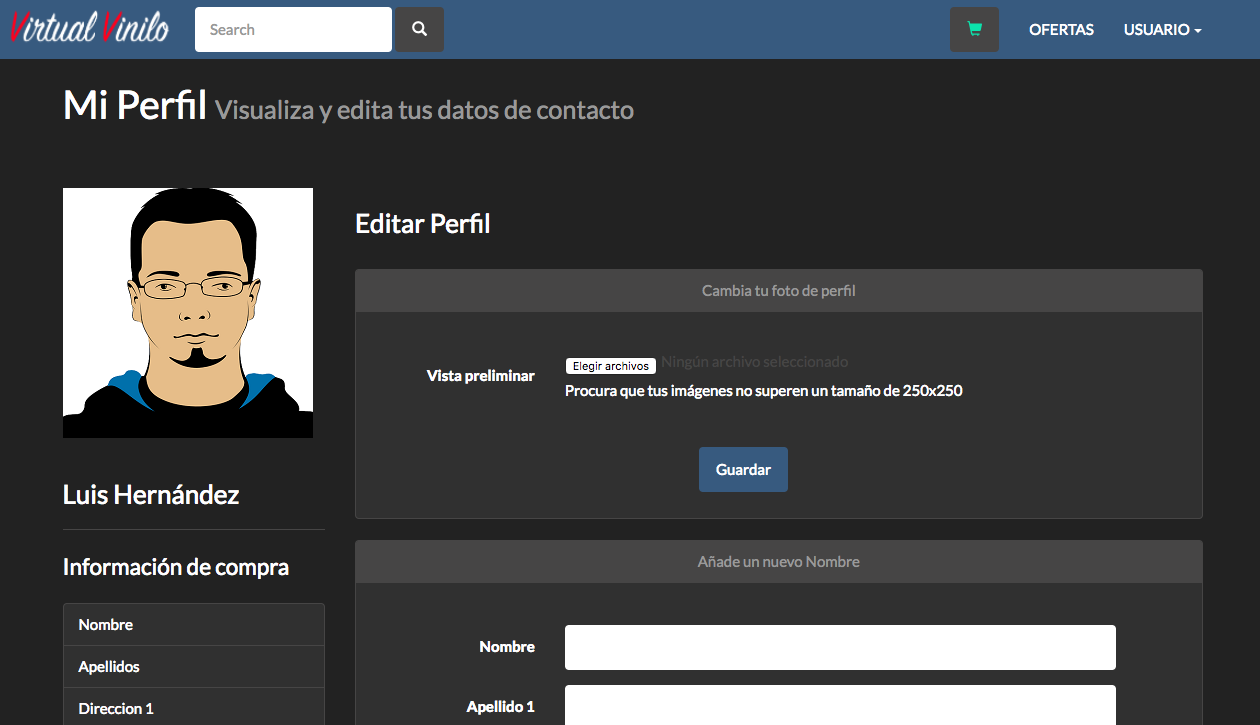 Virtual Vinilo
Search
OFERTAS
USUARIO
Mi Perfil Visualiza y edita tus datos de contacto
Luis Hernández
Información de compra
Nombre
Apellidos
Direccion 1
Editar Perfil
Cambia tu foto de perfil
Vista preliminar
Elegir archivos Ningún archivo seleccionado
Procura que tus imágenes no superen un tamaño de 250x250
Guardar
Añade un nuevo Nombre
Nombre
Apellido 1